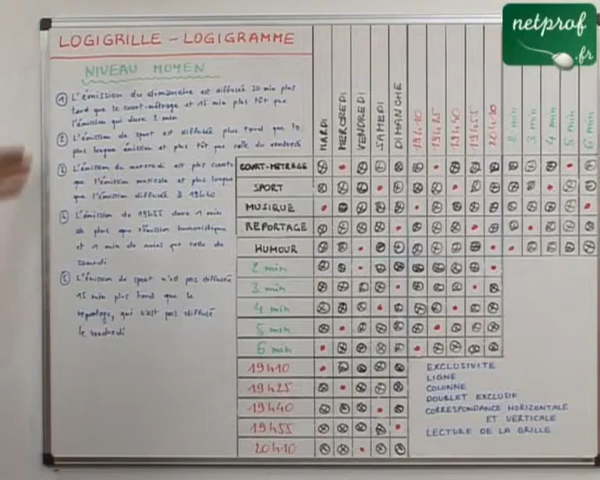 netprof
.fr
LOGIGRILLE - LOGIGRAMME
NIVEAU MOYEN
① L'émission du dimanche est diffusée 30 min plus
tard que le court-métrage et 15 min plus tôt que
l'émission qui dure 2 min
② L'émission de sport est diffusée plus tard que la
plus longue émission et plus tôt que celle du vendredi
③ L'émission du mercredi est plus courte
que l'émission musicale et plus longue
que l'émission diffusée à 19h40
④ L'émission de 19h55 dure 1 min
de plus que l'émission humoristique
et 1 min de moins que celle du
samedi
⑤ L'émission de sport n'est pas diffusée
15 min plus tard que le
reportage, qui n'est pas diffusé
le vendredi
MARDI
MERCREDI
VENDREDI
SAMEDI
DIMANCHE
19h10
19h25
19h40
19h55
20h10
2 min
3 min
4 min
5 min
6 min
COURT-METRAGE
SPORT
MUSIQUE
REPORTAGE
HUMOUR
2 min
3 min
4 min
5 min
6 min
19h10
19h25
19h40
19h55
20h10
EXCLUSIVITE
LIGNE
COLONNE
DOUBLET EXCLUSIF
CORRESPONDANCE HORIZONTALE
ET VERTICALE
LECTURE DE LA GRILLE